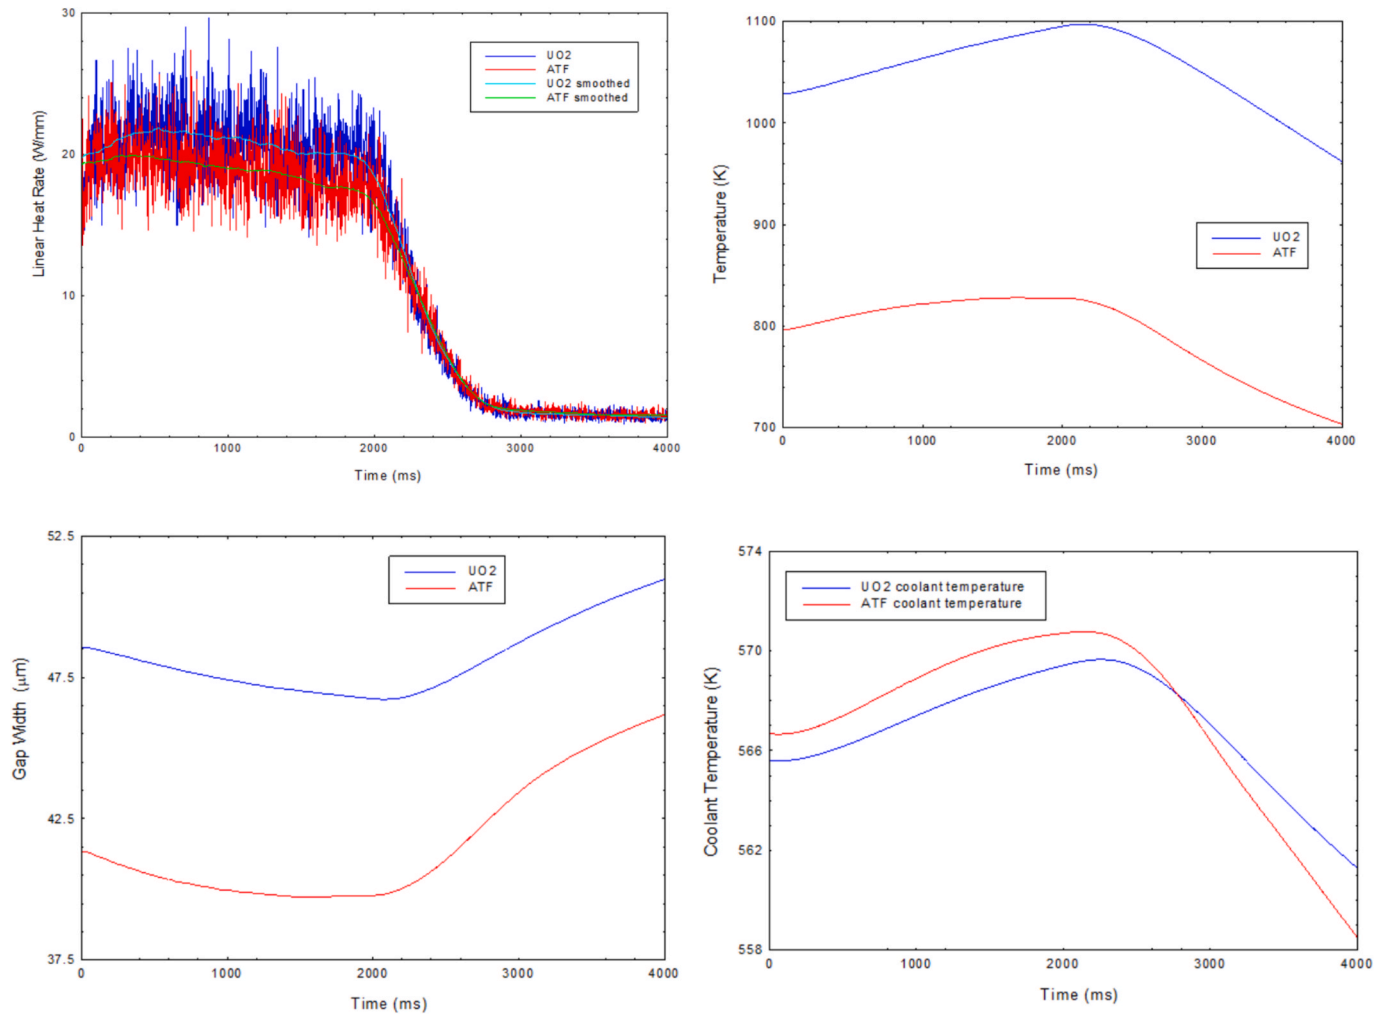 30
20
10
0
Linear Heat Rate (W/mm)
UO2
ATF
UO2 smoothed
ATF smoothed
0 1000 2000 3000 4000
Time (ms)
1100
1000
900
800
700
Temperature (K)
UO2
ATF
0 1000 2000 3000 4000
Time (ms)
52.5
47.5
42.5
37.5
Gap Width (μm)
UO2
ATF
0 1000 2000 3000 4000
Time (ms)
574
570
566
562
558
Coolant Temperature (K)
UO2 coolant temperature
ATF coolant temperature
0 1000 2000 3000 4000
Time (ms)